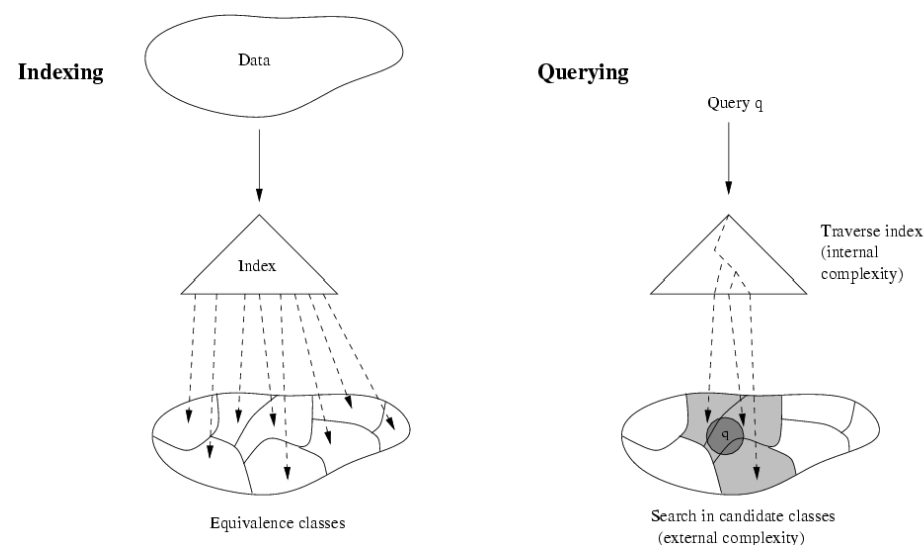 Indexing
Data
Index
Equivalence classes
Querying
Query q
Traverse index
(internal
complexity)
q
Search in candidate classes
(external complexity)